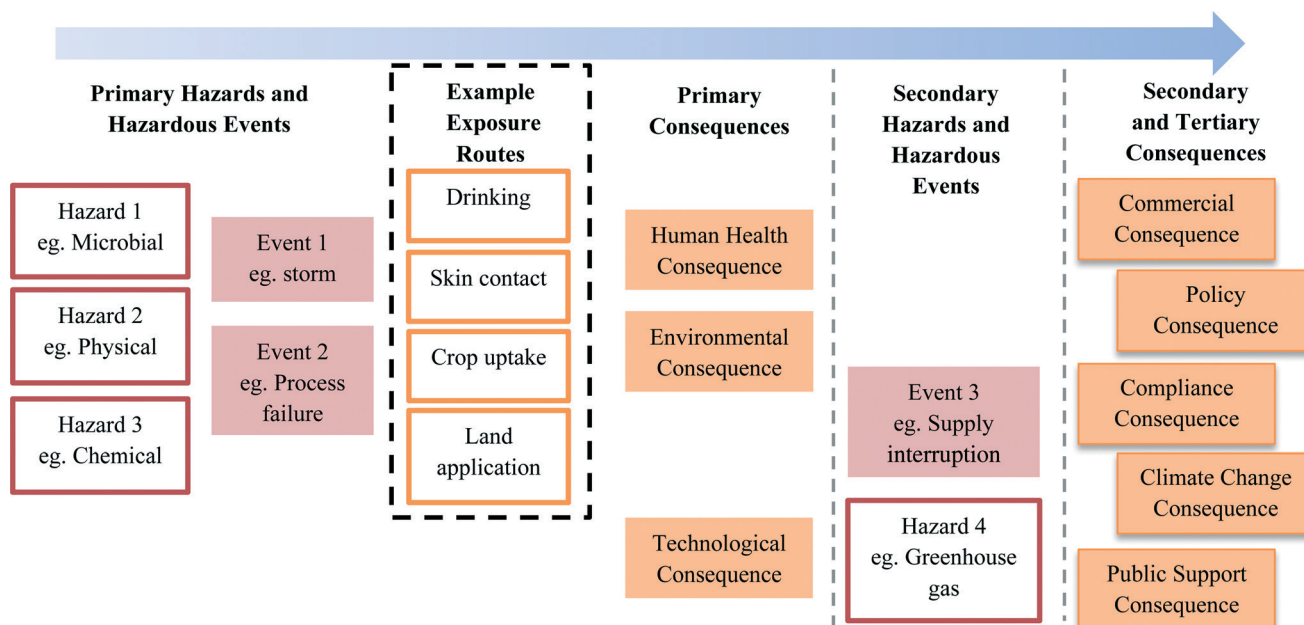 Primary Hazards and
Hazardous Events
Hazard 1
eg. Microbial
Hazard 2
eg. Physical
Hazard 3
eg. Chemical
Event 1
eg. storm
Event 2
eg. Process
failure
Example
Exposure
Routes
Drinking
Skin contact
Crop uptake
Land
application
Primary
Consequences
Human Health
Consequence
Environmental
Consequence
Technological
Consequence
Secondary
Hazards and
Hazardous
Events
Event 3
eg. Supply
interruption
Hazard 4
eg. Greenhouse
gas
Secondary
and Tertiary
Consequences
Commercial
Consequence
Policy
Consequence
Compliance
Consequence
Climate Change
Consequence
Public Support
Consequence